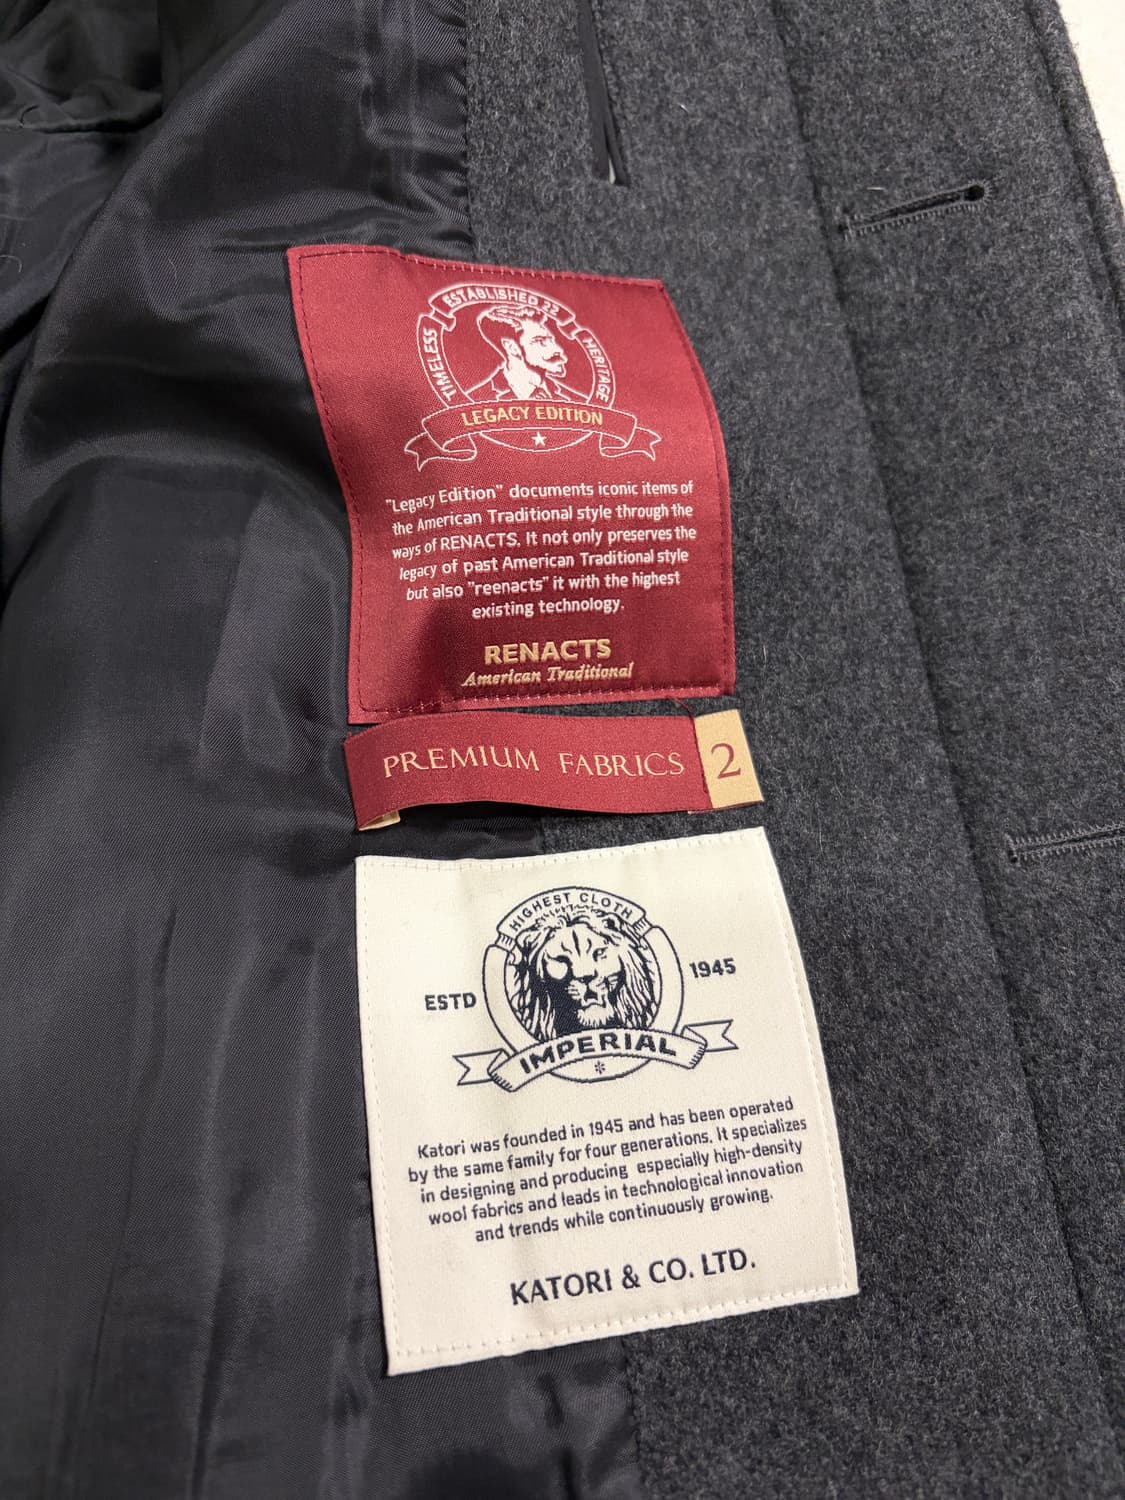 ESTABLISHED 22
TIMELESS
HERITAGE
LEGACY EDITION
"Legacy Edition" documents iconic items of
the American Traditional style through the
ways of RENACTS. It not only preserves the
legacy of past American Traditional style
but also "reenacts" it with the highest
existing technology.
RENACTS
American Traditional
PREMIUM FABRICS 2
HIGHEST CLOTH
ESTD 1945
IMPERIAL
Katori was founded in 1945 and has been operated
by the same family for four generations. It specializes
in designing and producing especially high-density
wool fabrics and leads in technological innovation
and trends while continuously growing.
KATORI & CO. LTD.